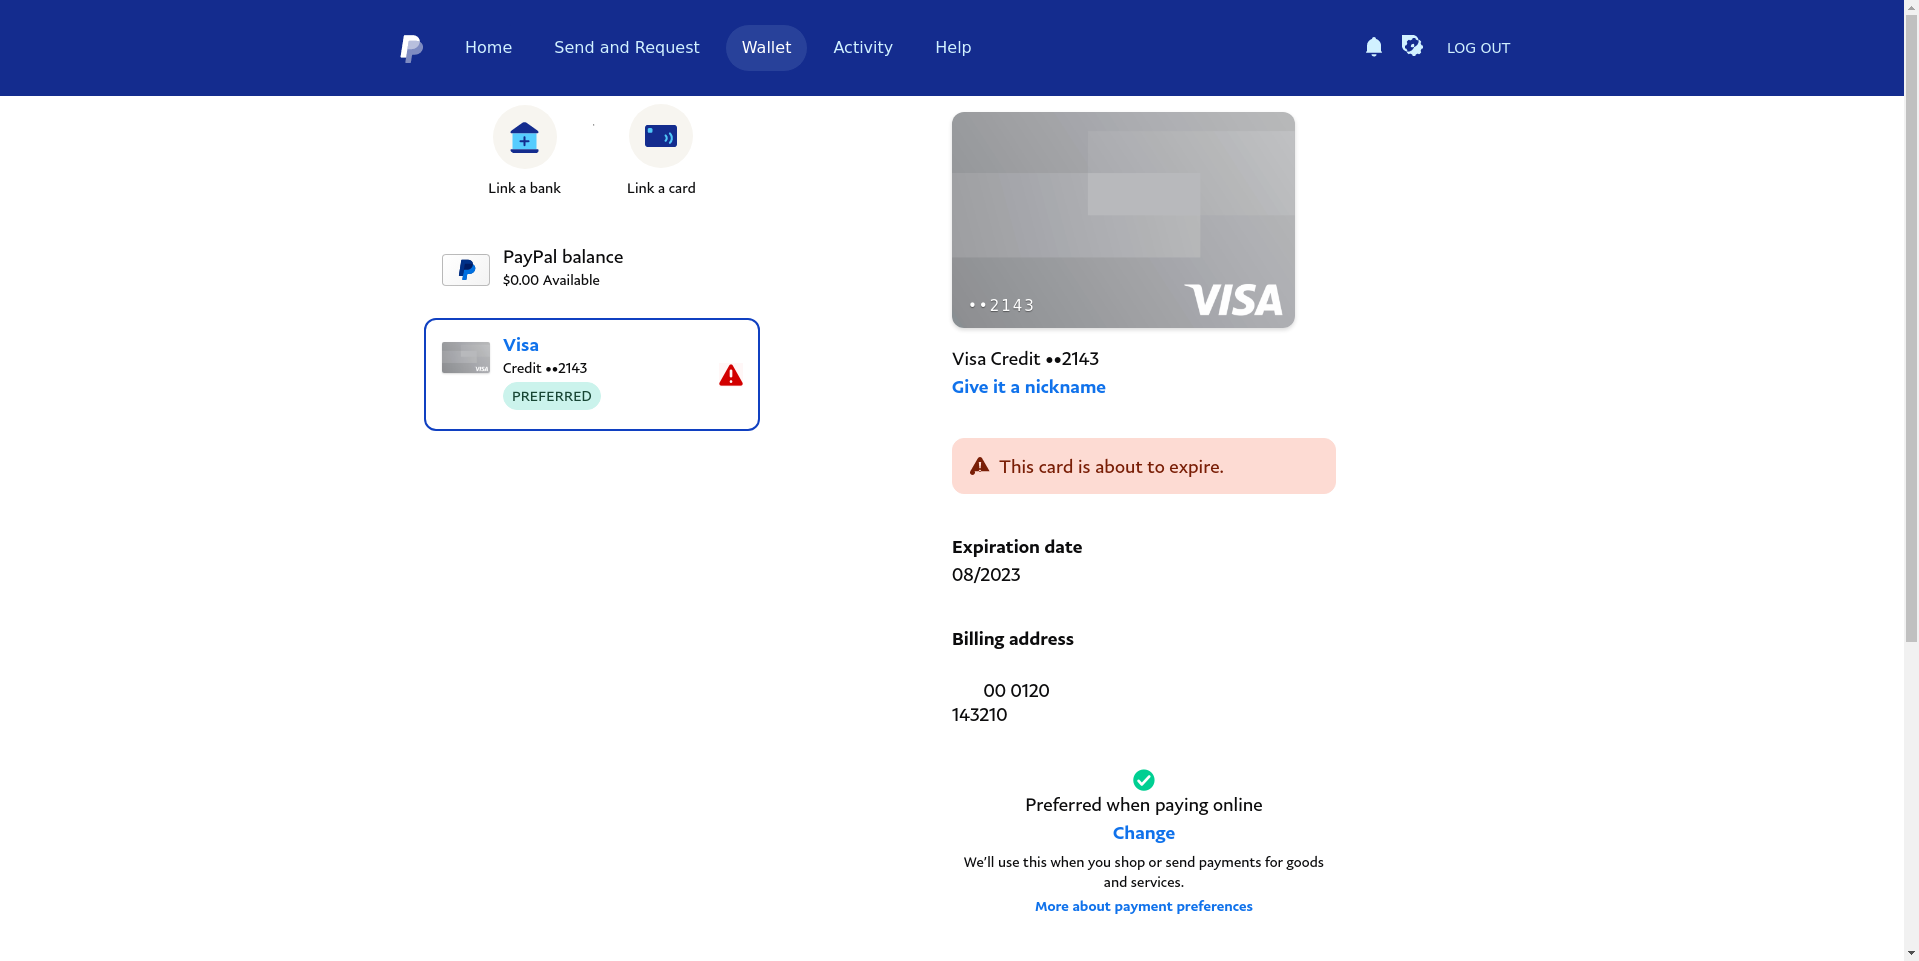 Home
Send and Request
Wallet
Activity
Help
LOG OUT
Link a bank
Link a card
PayPal balance
$0.00 Available
VISA
Visa
Credit ••2143
PREFERRED
••2143
VISA
Visa Credit ••2143
Give it a nickname
This card is about to expire.
Expiration date
08/2023
Billing address
00 0120
143210
Preferred when paying online
Change
We’ll use this when you shop or send payments for goods
and services.
More about payment preferences